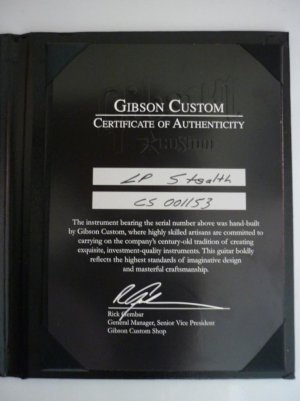 GIBSON CUSTOM
CERTIFICATE OF AUTHENTICITY
LP Stealth
CS 001153
The instrument bearing the serial number above was hand-built
by Gibson Custom, where highly skilled artisans are committed to
carrying on the company's century-old tradition of creating
exquisite, investment-quality instruments. This guitar boldly
reflects the highest standards of imaginative design
and masterful craftsmanship.
Rick Gembar
General Manager, Senior Vice President
Gibson Custom Shop